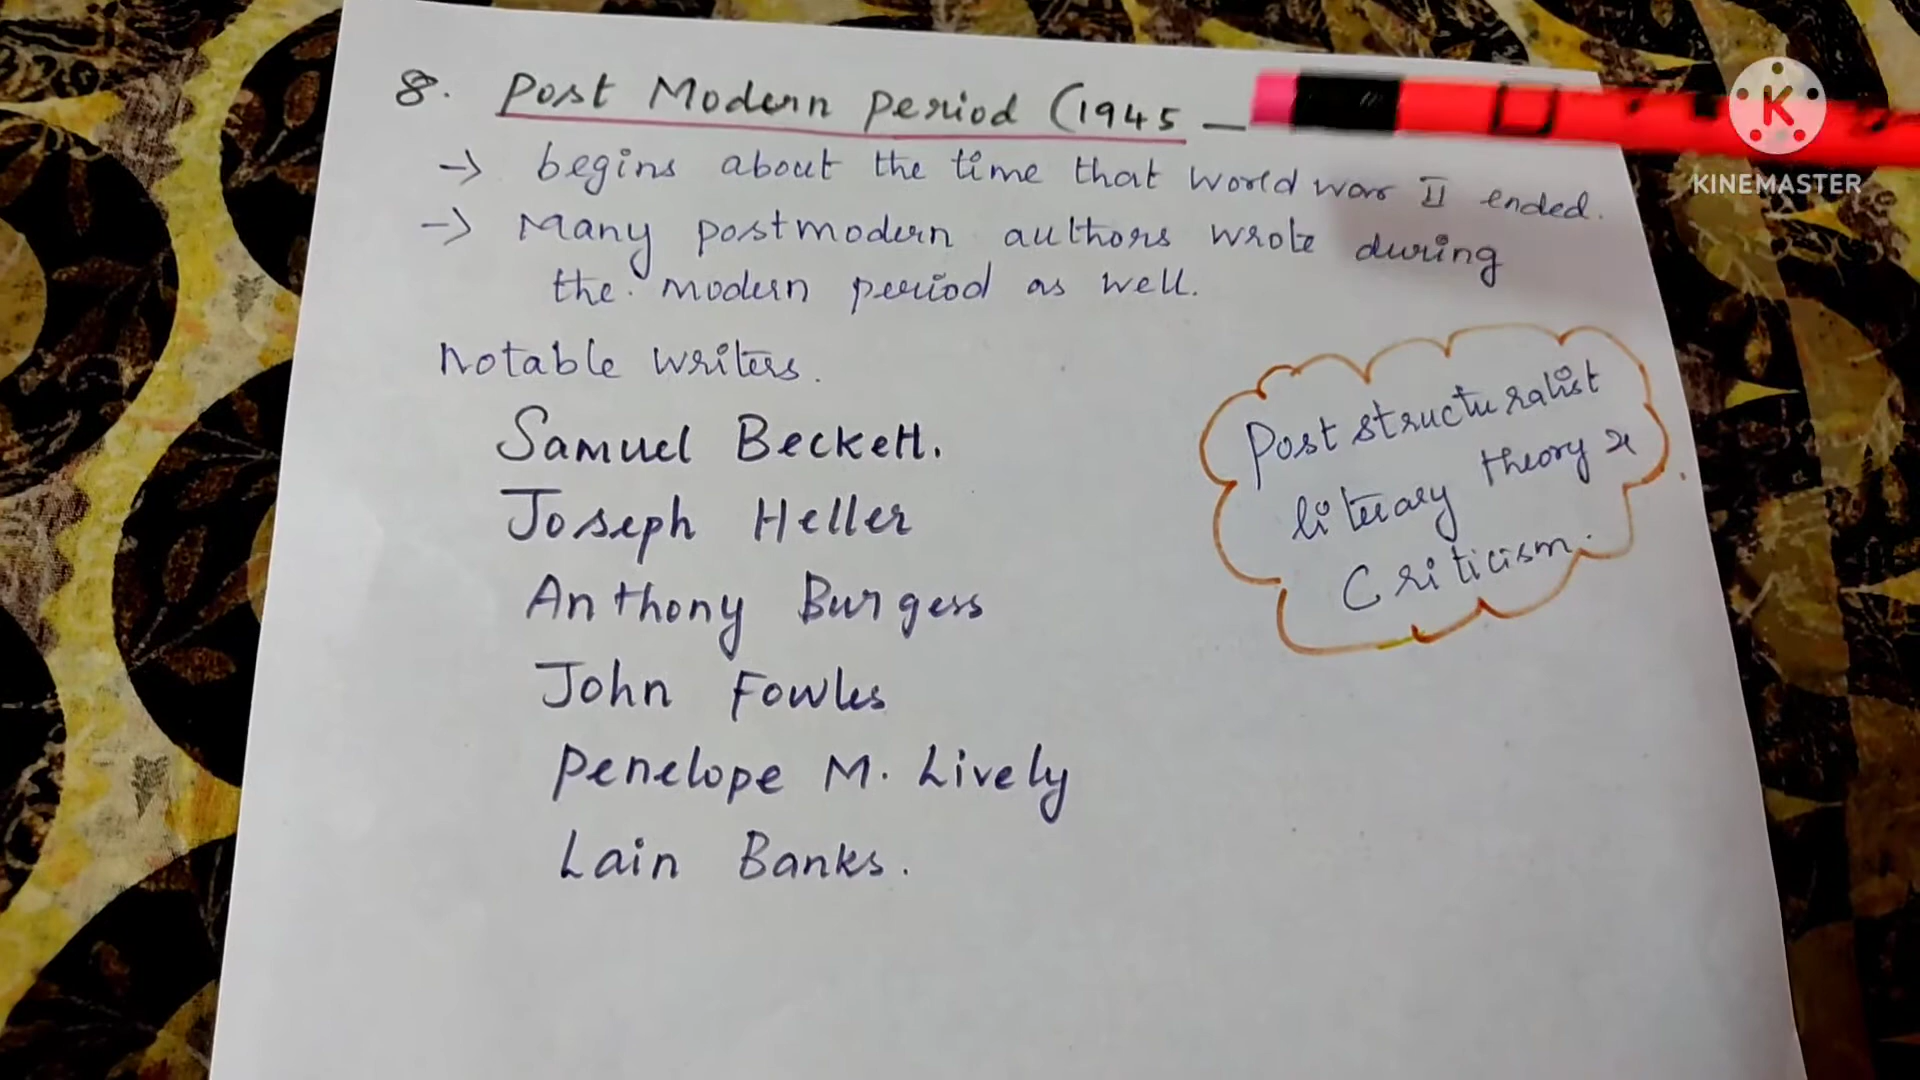 8. Post Modern period (1945 —
→ begins about the time that world war II ended.
→ Many postmodern authors wrote during
the modern period as well.
Notable writers.
Samuel Beckett.
Joseph Heller
Anthony Burgess
John Fowles
Penelope M. Lively
Lain Banks.
Post structuralist
literary theory &
Criticism.
K
KINEMASTER